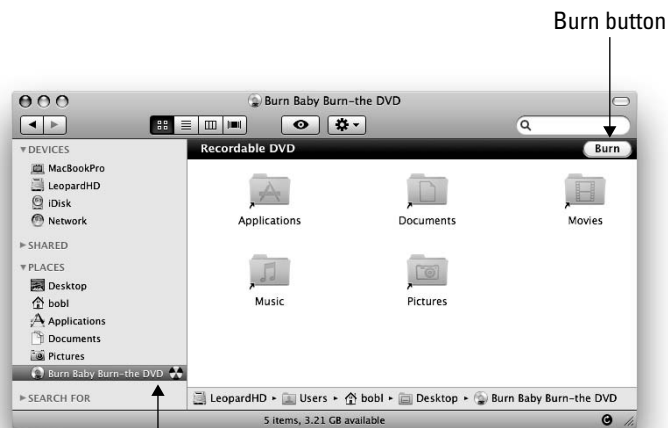 Burn button
Burn Baby Burn-the DVD
Recordable DVD
Burn
DEVICES
MacBookPro
LeopardHD
iDisk
Network
SHARED
PLACES
Desktop
bobl
Applications
Documents
Pictures
Burn Baby Burn-the DVD
SEARCH FOR
Applications
Documents
Movies
Music
Pictures
LeopardHD ▸ Users ▸ bobl ▸ Desktop ▸ Burn Baby Burn-the DVD
5 items, 3.21 GB available